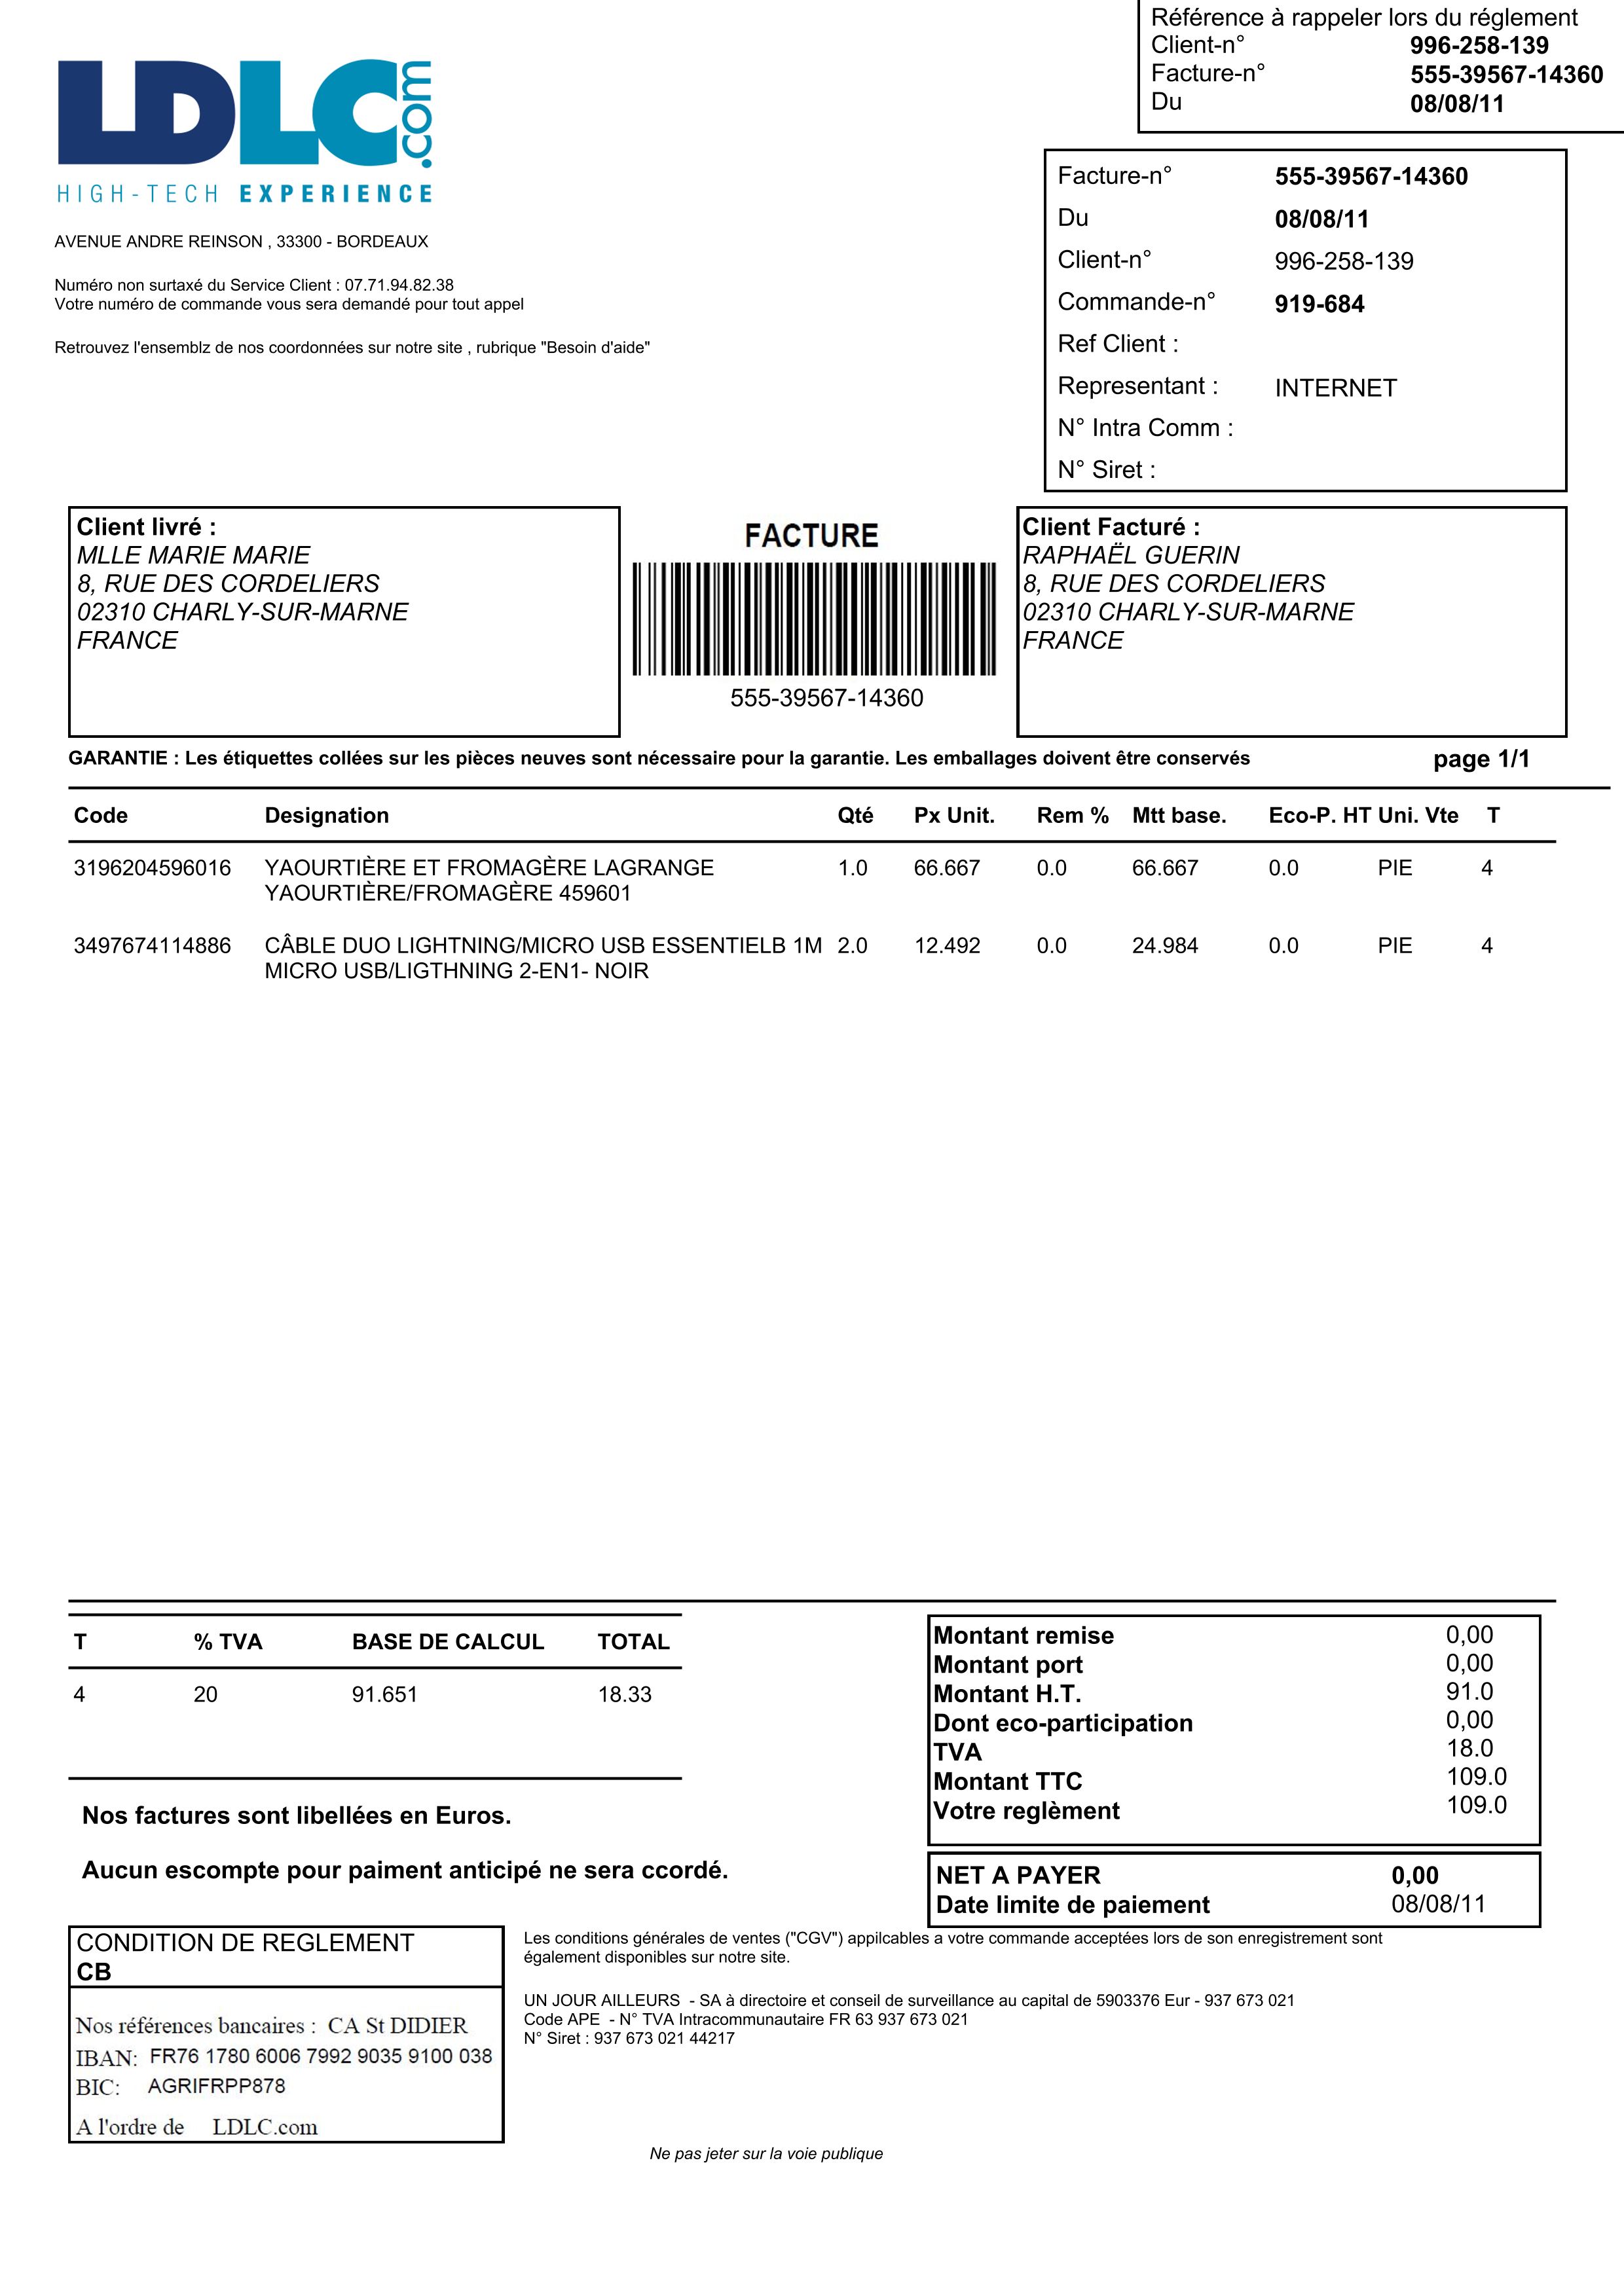 Référence à rappeler lors du réglement
Client-n° 996-258-139
Facture-n° 555-39567-14360
Du 08/08/11
LDLC.com
HIGH-TECH EXPERIENCE
AVENUE ANDRE REINSON , 33300 - BORDEAUX
Numéro non surtaxé du Service Client : 07.71.94.82.38
Votre numéro de commande vous sera demandé pour tout appel
Retrouvez l'ensemblz de nos coordonnées sur notre site , rubrique "Besoin d'aide"
Facture-n° 555-39567-14360
Du 08/08/11
Client-n° 996-258-139
Commande-n° 919-684
Ref Client :
Representant : INTERNET
N° Intra Comm :
N° Siret :
Client livré :
MLLE MARIE MARIE
8, RUE DES CORDELIERS
02310 CHARLY-SUR-MARNE
FRANCE
FACTURE
555-39567-14360
Client Facturé :
RAPHAËL GUERIN
8, RUE DES CORDELIERS
02310 CHARLY-SUR-MARNE
FRANCE
GARANTIE : Les étiquettes collées sur les pièces neuves sont nécessaire pour la garantie. Les emballages doivent être conservés page 1/1
Code Designation Qté Px Unit. Rem % Mtt base. Eco-P. HT Uni. Vte T
3196204596016 YAOURTIÈRE ET FROMAGÈRE LAGRANGE 1.0 66.667 0.0 66.667 0.0 PIE 4
YAOURTIÈRE/FROMAGÈRE 459601
3497674114886 CÂBLE DUO LIGHTNING/MICRO USB ESSENTIELB 1M 2.0 12.492 0.0 24.984 0.0 PIE 4
MICRO USB/LIGTHNING 2-EN1- NOIR
T % TVA BASE DE CALCUL TOTAL
4 20 91.651 18.33
Nos factures sont libellées en Euros.
Aucun escompte pour paiment anticipé ne sera ccordé.
Montant remise 0,00
Montant port 0,00
Montant H.T. 91.0
Dont eco-participation 0,00
TVA 18.0
Montant TTC 109.0
Votre reglèment 109.0
NET A PAYER 0,00
Date limite de paiement 08/08/11
CONDITION DE REGLEMENT
CB
Nos références bancaires : CA St DIDIER
IBAN: FR76 1780 6006 7992 9035 9100 038
BIC: AGRIFRPP878
A l'ordre de LDLC.com
Les conditions générales de ventes ("CGV") appilcables a votre commande acceptées lors de son enregistrement sont
également disponibles sur notre site.
UN JOUR AILLEURS - SA à directoire et conseil de surveillance au capital de 5903376 Eur - 937 673 021
Code APE - N° TVA Intracommunautaire FR 63 937 673 021
N° Siret : 937 673 021 44217
Ne pas jeter sur la voie publique